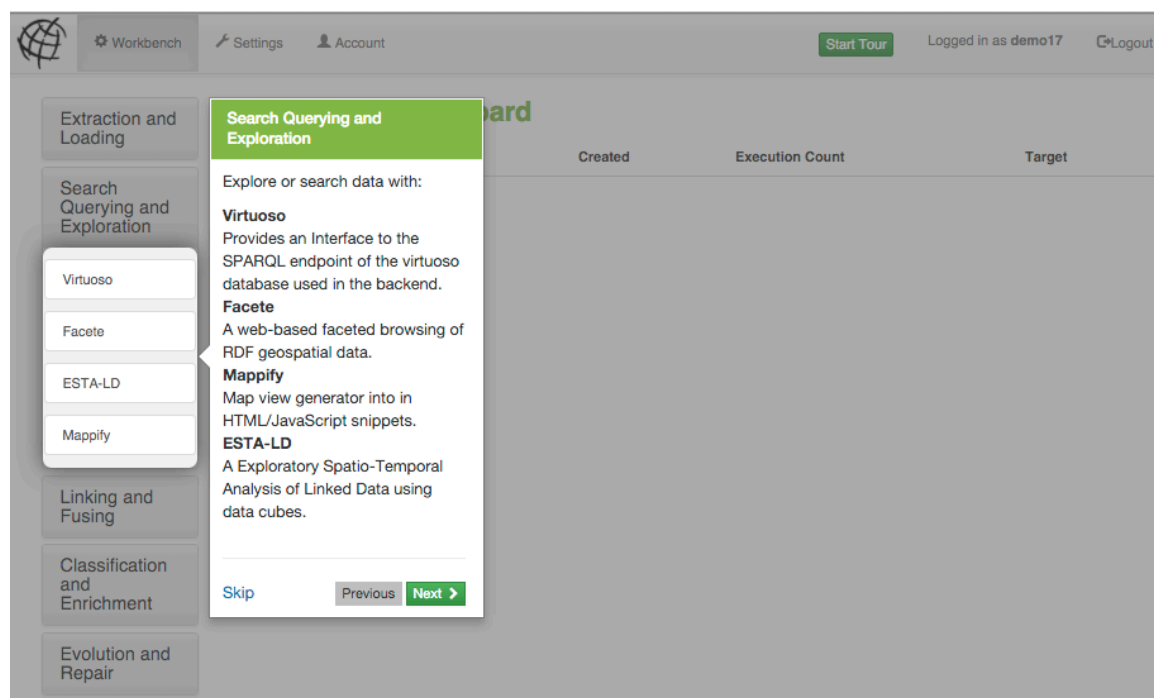 Workbench
Settings
Account
Start Tour
Logged in as demo17
Logout
Extraction and
Loading
Search
Querying and
Exploration
Virtuoso
Facete
ESTA-LD
Mappify
Linking and
Fusing
Classification
and
Enrichment
Evolution and
Repair
Search Querying and
Exploration
Explore or search data with:
Virtuoso
Provides an Interface to the
SPARQL endpoint of the virtuoso
database used in the backend.
Facete
A web-based faceted browsing of
RDF geospatial data.
Mappify
Map view generator into in
HTML/JavaScript snippets.
ESTA-LD
A Exploratory Spatio-Temporal
Analysis of Linked Data using
data cubes.
Skip
Previous
Next
Created
Execution Count
Target